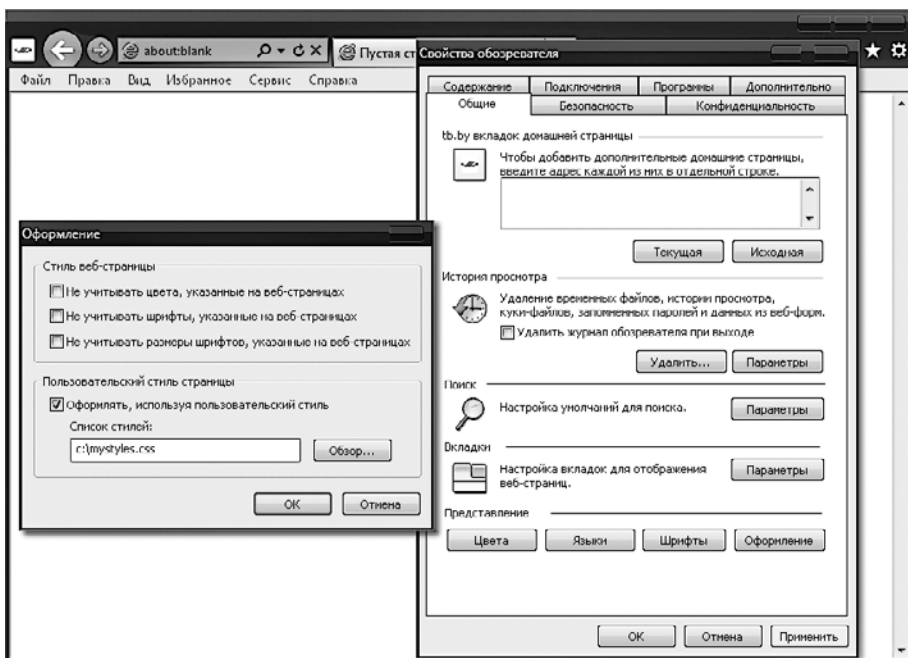 about:blank
Пустая ст
Файл Правка Вид Избранное Сервис Справка
Свойства обозревателя
Содержание Подключения Программы Дополнительно
Общие Безопасность Конфиденциальность
tb.by вкладок домашней страницы
Чтобы добавить дополнительные домашние страницы,
введите адрес каждой из них в отдельной строке.
Текущая Исходная
История просмотра
Удаление временных файлов, истории просмотра,
куки-файлов, запомненных паролей и данных из веб-форм.
Удалить журнал обозревателя при выходе
Удалить... Параметры
Поиск
Настройка умолчаний для поиска.
Параметры
Вкладки
Настройка вкладок для отображения
веб-страниц.
Параметры
Представление
Цвета Языки Шрифты Оформление
OK Отмена Применить
Оформление
Стиль веб-страницы
Не учитывать цвета, указанные на веб-страницах
Не учитывать шрифты, указанные на веб-страницах
Не учитывать размеры шрифтов, указанные на веб-страницах
Пользовательский стиль страницы
Оформлять, используя пользовательский стиль
Список стилей:
c:\mystyles.css
Обзор...
OK Отмена